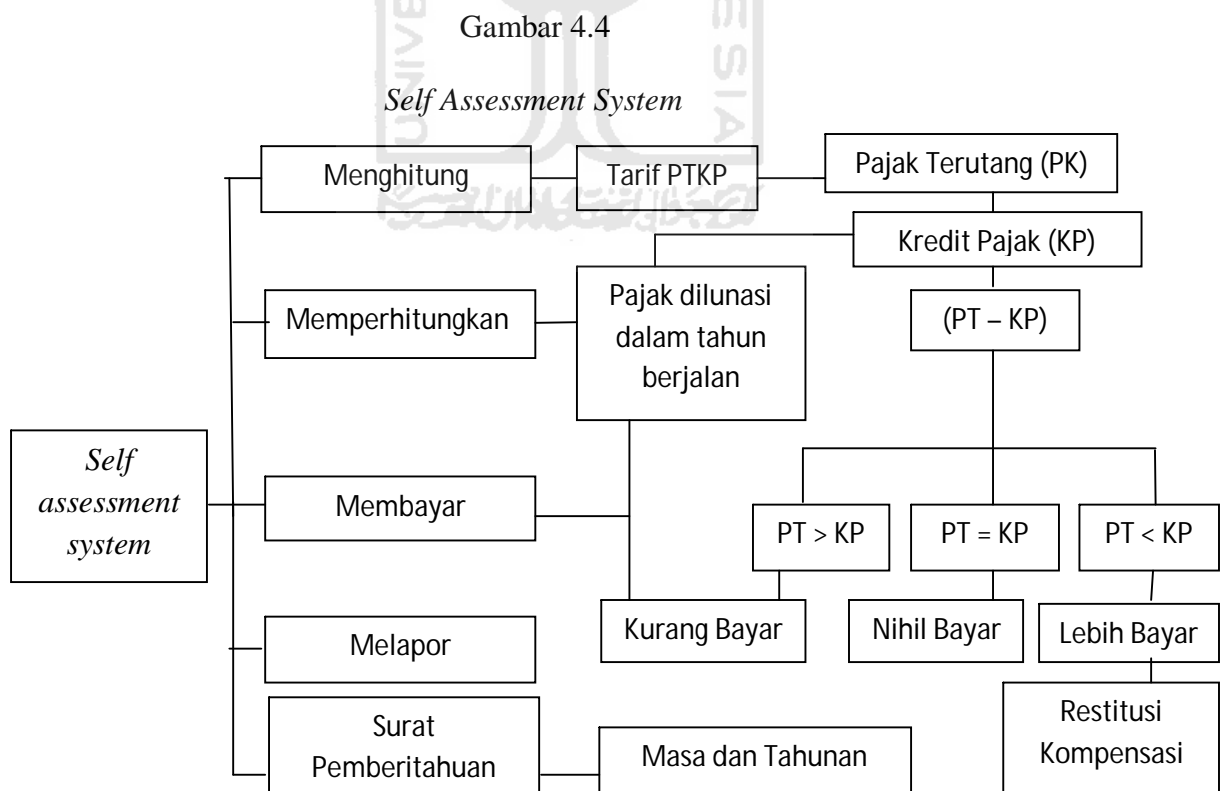 Gambar 4.4
Self Assessment System
Menghitung
Tarif PTKP
Pajak Terutang (PK)
Kredit Pajak (KP)
Memperhitungkan
Pajak dilunasi
dalam tahun
berjalan
(PT – KP)
Self
assessment
system
Membayar
PT > KP
PT = KP
PT < KP
Melapor
Kurang Bayar
Nihil Bayar
Lebih Bayar
Surat
Pemberitahuan
Masa dan Tahunan
Restitusi
Kompensasi